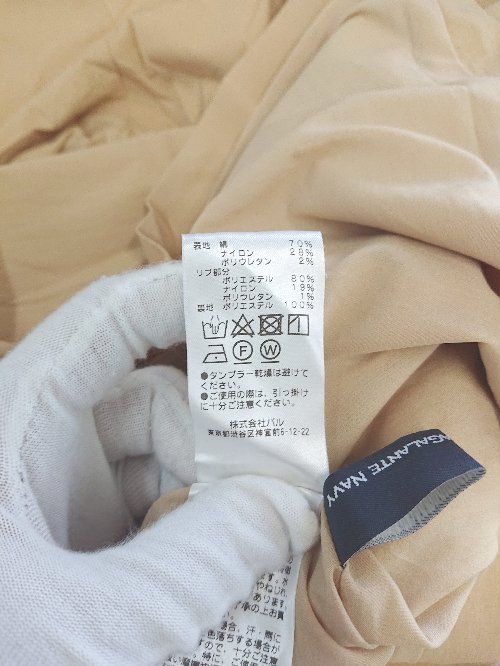 表地 綿 70%
ナイロン 28%
ポリウレタン 2%
リブ部分
ポリエステル 80%
ナイロン 19%
ポリウレタン 1%
裏地 ポリエステル 100%
F W
●タンブラー乾燥は避けて
ください。
●ご使用の際は、引っ掛け
に十分ご注意ください。
株式会社パル
東京都渋谷区神宮前6-12-22
NGALANTE NAVY